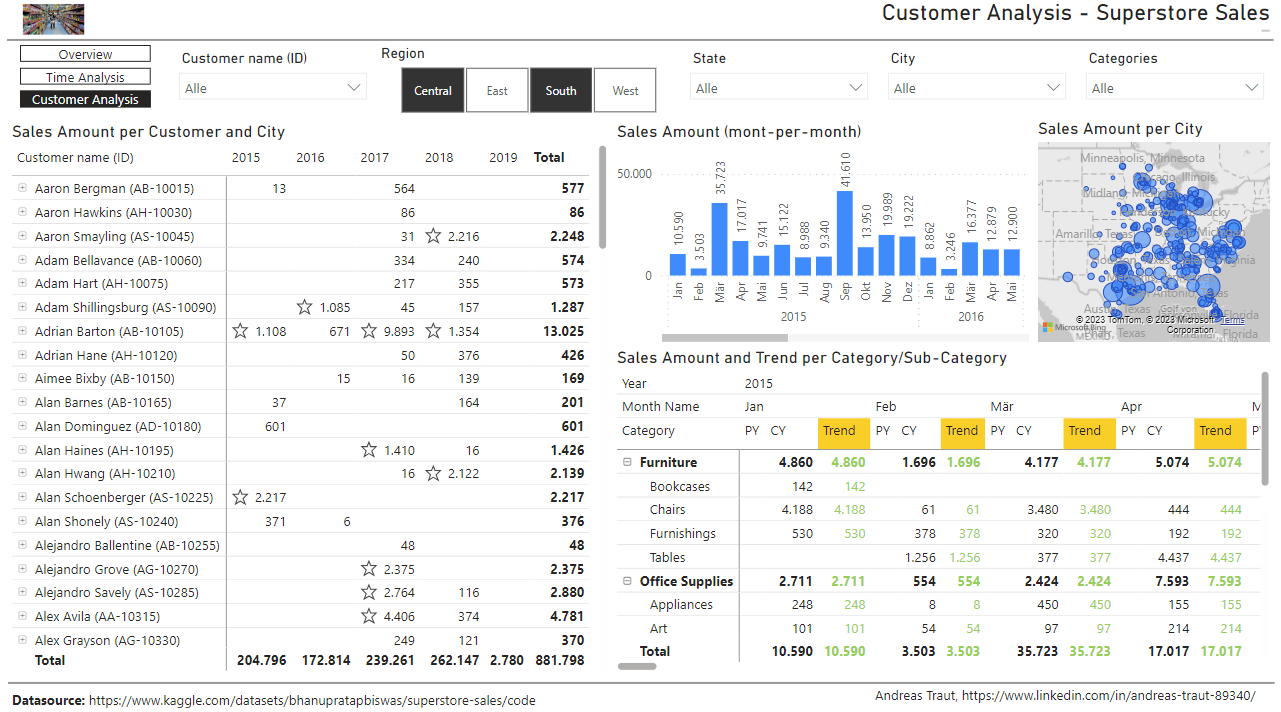 Customer Analysis - Superstore Sales
Overview
Time Analysis
Customer Analysis
Customer name (ID)
Alle
Region
Central East South West
State
Alle
City
Alle
Categories
Alle
Sales Amount per Customer and City
Customer name (ID) 2015 2016 2017 2018 2019 Total
Aaron Bergman (AB-10015) 13 564 577
Aaron Hawkins (AH-10030) 86 86
Aaron Smayling (AS-10045) 31 2.216 2.248
Adam Bellavance (AB-10060) 334 240 574
Adam Hart (AH-10075) 217 355 573
Adam Shillingsburg (AS-10090) 1.085 45 157 1.287
Adrian Barton (AB-10105) 1.108 671 9.893 1.354 13.025
Adrian Hane (AH-10120) 50 376 426
Aimee Bixby (AB-10150) 15 16 139 169
Alan Barnes (AB-10165) 37 164 201
Alan Dominguez (AD-10180) 601 601
Alan Haines (AH-10195) 1.410 16 1.426
Alan Hwang (AH-10210) 16 2.122 2.139
Alan Schoenberger (AS-10225) 2.217 2.217
Alan Shonely (AS-10240) 371 6 376
Alejandro Ballentine (AB-10255) 48 48
Alejandro Grove (AG-10270) 2.375 2.375
Alejandro Savely (AS-10285) 2.764 116 2.880
Alex Avila (AA-10315) 4.406 374 4.781
Alex Grayson (AG-10330) 249 121 370
Total 204.796 172.814 239.261 262.147 2.780 881.798
Sales Amount (mont-per-month)
50.000
0
10.590 3.503 35.723 17.017 9.741 15.122 8.988 9.340 41.610 13.950 19.989 19.222 8.862 3.246 16.377 12.879 12.900
Jan Feb Mär Apr Mai Jun Jul Aug Sep Okt Nov Dez Jan Feb Mär Apr Mai
2015 2016
Sales Amount per City
Minneapolis, Minnesota
Amarillo, Texas
© 2023 TomTom, © 2023 Microsoft Terms
Corporation
Microsoft Bing
Sales Amount and Trend per Category/Sub-Category
Year 2015
Month Name Jan Feb Mär Apr M
Category PY CY Trend PY CY Trend PY CY Trend PY CY Trend P
Furniture 4.860 4.860 1.696 1.696 4.177 4.177 5.074 5.074
Bookcases 142 142
Chairs 4.188 4.188 61 61 3.480 3.480 444 444
Furnishings 530 530 378 378 320 320 192 192
Tables 1.256 1.256 377 377 4.437 4.437
Office Supplies 2.711 2.711 554 554 2.424 2.424 7.593 7.593
Appliances 248 248 8 8 450 450 155 155
Art 101 101 54 54 97 97 214 214
Total 10.590 10.590 3.503 3.503 35.723 35.723 17.017 17.017
Datasource: https://www.kaggle.com/datasets/bhanupratapbiswas/superstore-sales/code
Andreas Traut, https://www.linkedin.com/in/andreas-traut-89340/